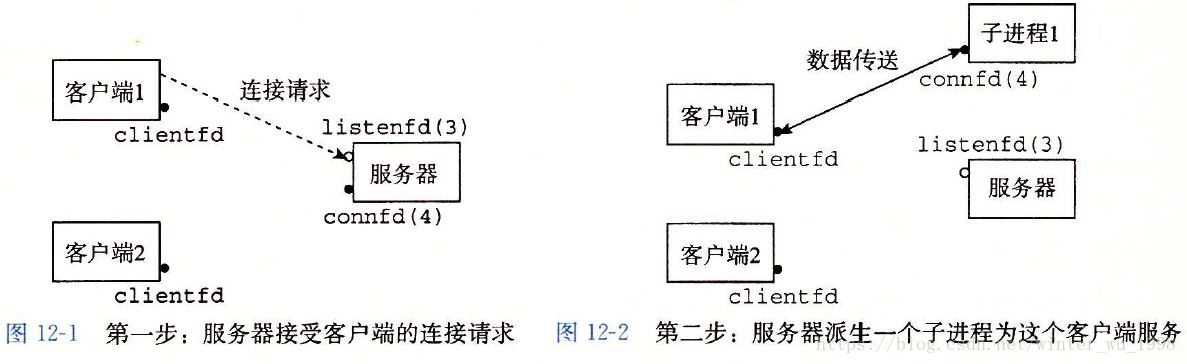 客户端1
clientfd
连接请求
listenfd(3)
服务器
connfd(4)
客户端2
clientfd
图 12-1 第一步：服务器接受客户端的连接请求
子进程1
connfd(4)
数据传送
客户端1
clientfd
listenfd(3)
服务器
客户端2
clientfd
图 12-2 第二步：服务器派生一个子进程为这个客户端服务
https://blog.csdn.net/winter_wu_1998